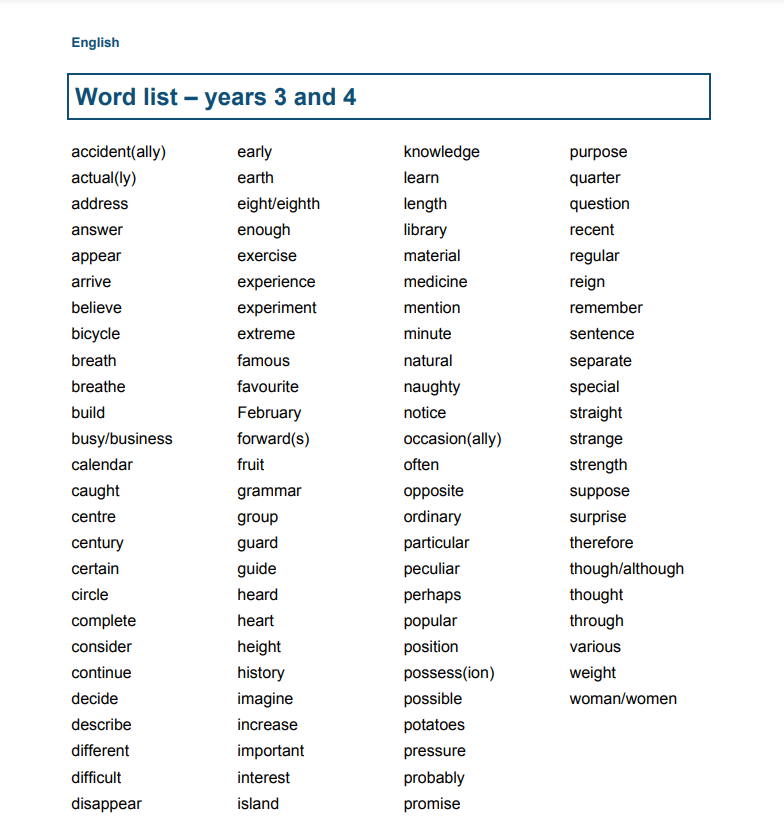 English
Word list – years 3 and 4
accident(ally)
actual(ly)
address
answer
appear
arrive
believe
bicycle
breath
breathe
build
busy/business
calendar
caught
centre
century
certain
circle
complete
consider
continue
decide
describe
different
difficult
disappear
early
earth
eight/eighth
enough
exercise
experience
experiment
extreme
famous
favourite
February
forward(s)
fruit
grammar
group
guard
guide
heard
heart
height
history
imagine
increase
important
interest
island
knowledge
learn
length
library
material
medicine
mention
minute
natural
naughty
notice
occasion(ally)
often
opposite
ordinary
particular
peculiar
perhaps
popular
position
possess(ion)
possible
potatoes
pressure
probably
promise
purpose
quarter
question
recent
regular
reign
remember
sentence
separate
special
straight
strange
strength
suppose
surprise
therefore
though/although
thought
through
various
weight
woman/women